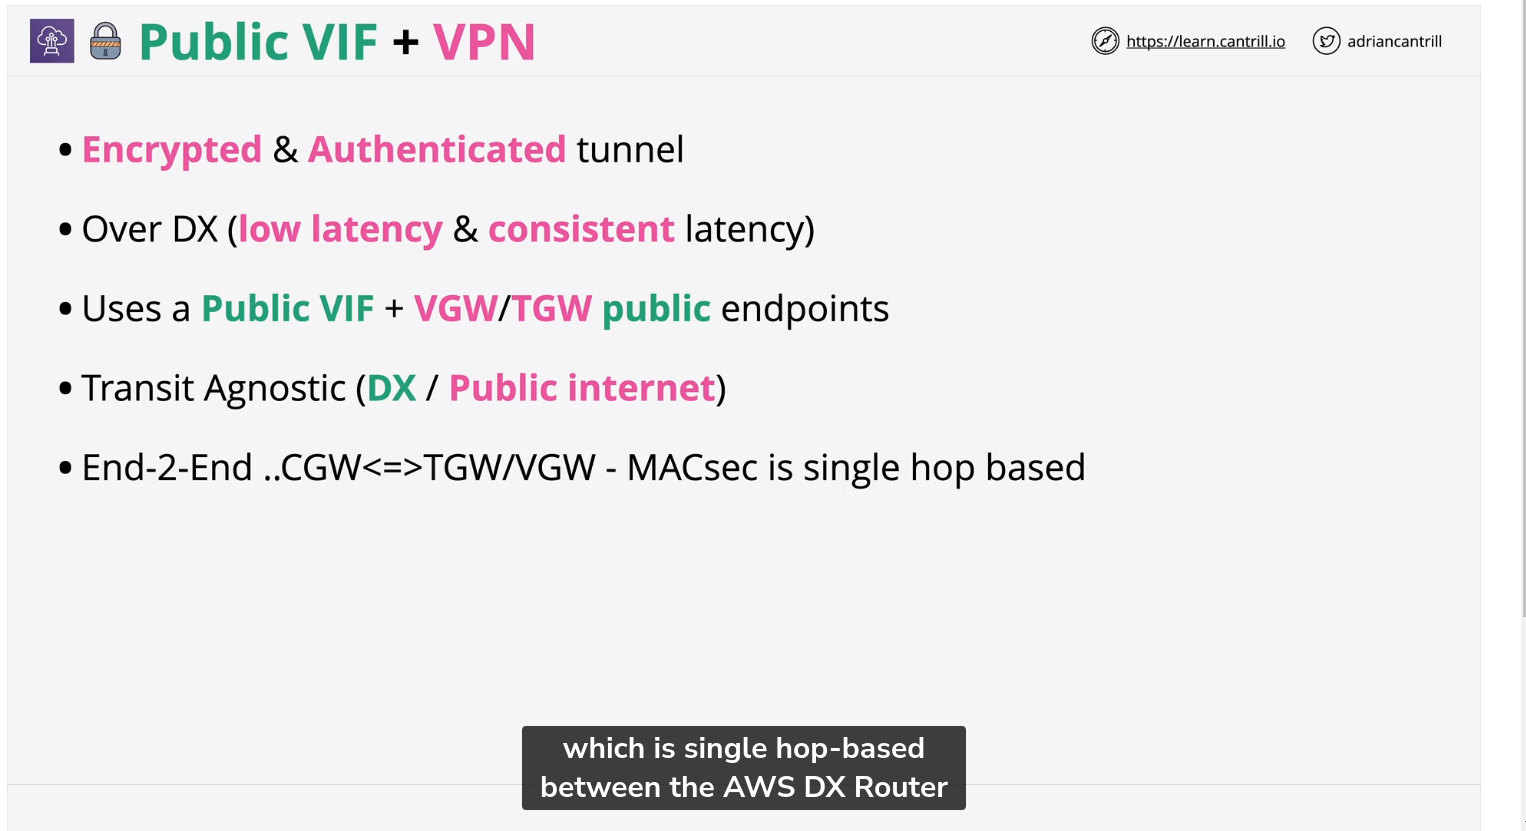 Public VIF + VPN
https://learn.cantrill.io
adriancantrill
• Encrypted & Authenticated tunnel
• Over DX (low latency & consistent latency)
• Uses a Public VIF + VGW/TGW public endpoints
• Transit Agnostic (DX / Public internet)
• End-2-End ..CGW<=>TGW/VGW - MACsec is single hop based
which is single hop-based
between the AWS DX Router